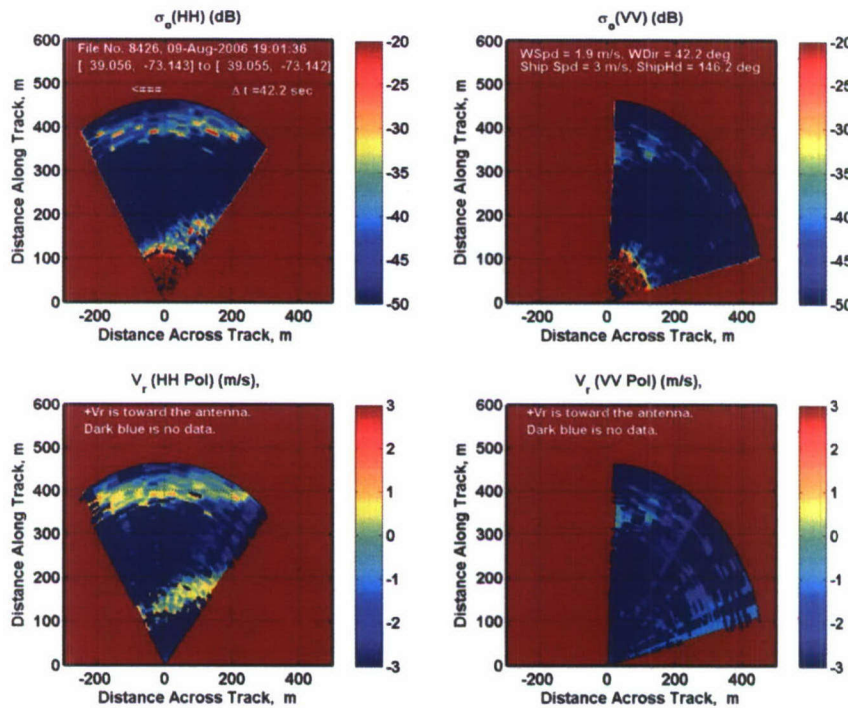 σo(HH) (dB)
600
500
400
300
200
100
0
-200 0 200 400
Distance Along Track, m
Distance Across Track, m
File No. 8426, 09-Aug-2006 19:01:36
[ 39.056, -73.143] to [ 39.055, -73.142]
<=== Δ t =42.2 sec
-20
-25
-30
-35
-40
-45
-50
σo(VV) (dB)
600
500
400
300
200
100
0
-200 0 200 400
Distance Along Track, m
Distance Across Track, m
WSpd = 1.9 m/s, WDir = 42.2 deg
Ship Spd = 3 m/s, ShipHd = 146.2 deg
-20
-25
-30
-35
-40
-45
-50
Vr (HH Pol) (m/s),
600
500
400
300
200
100
0
-200 0 200 400
Distance Along Track, m
Distance Across Track, m
+Vr is toward the antenna.
Dark blue is no data.
3
2
1
0
-1
-2
-3
Vr (VV Pol) (m/s),
600
500
400
300
200
100
0
-200 0 200 400
Distance Along Track, m
Distance Across Track, m
+Vr is toward the antenna.
Dark blue is no data.
3
2
1
0
-1
-2
-3